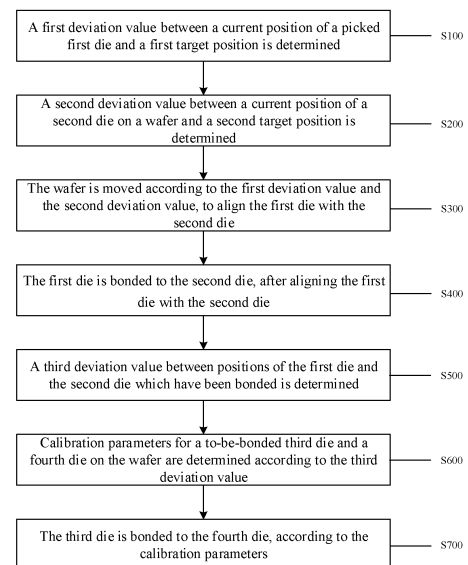 A first deviation value between a current position of a picked
first die and a first target position is determined
S100
A second deviation value between a current position of a
second die on a wafer and a second target position is
determined
S200
The wafer is moved according to the first deviation value and
the second deviation value, to align the first die with the
second die
S300
The first die is bonded to the second die, after aligning the first
die with the second die
S400
A third deviation value between positions of the first die and
the second die which have been bonded is determined
S500
Calibration parameters for a to-be-bonded third die and a
fourth die on the wafer are determined according to the third
deviation value
S600
The third die is bonded to the fourth die, according to the
calibration parameters
S700